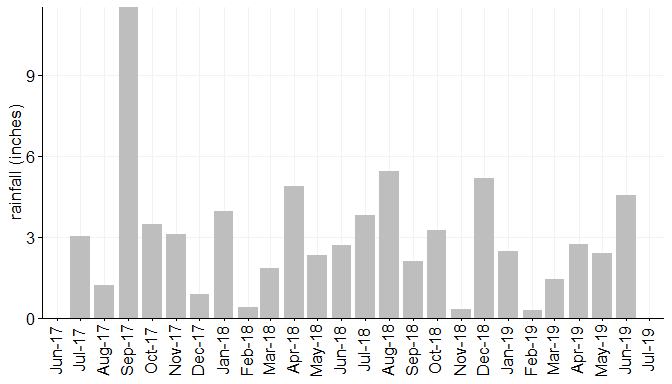 rainfall (inches)
9
6
3
0
Jun-17
Jul-17
Aug-17
Sep-17
Oct-17
Nov-17
Dec-17
Jan-18
Feb-18
Mar-18
Apr-18
May-18
Jun-18
Jul-18
Aug-18
Sep-18
Oct-18
Nov-18
Dec-18
Jan-19
Feb-19
Mar-19
Apr-19
May-19
Jun-19
Jul-19